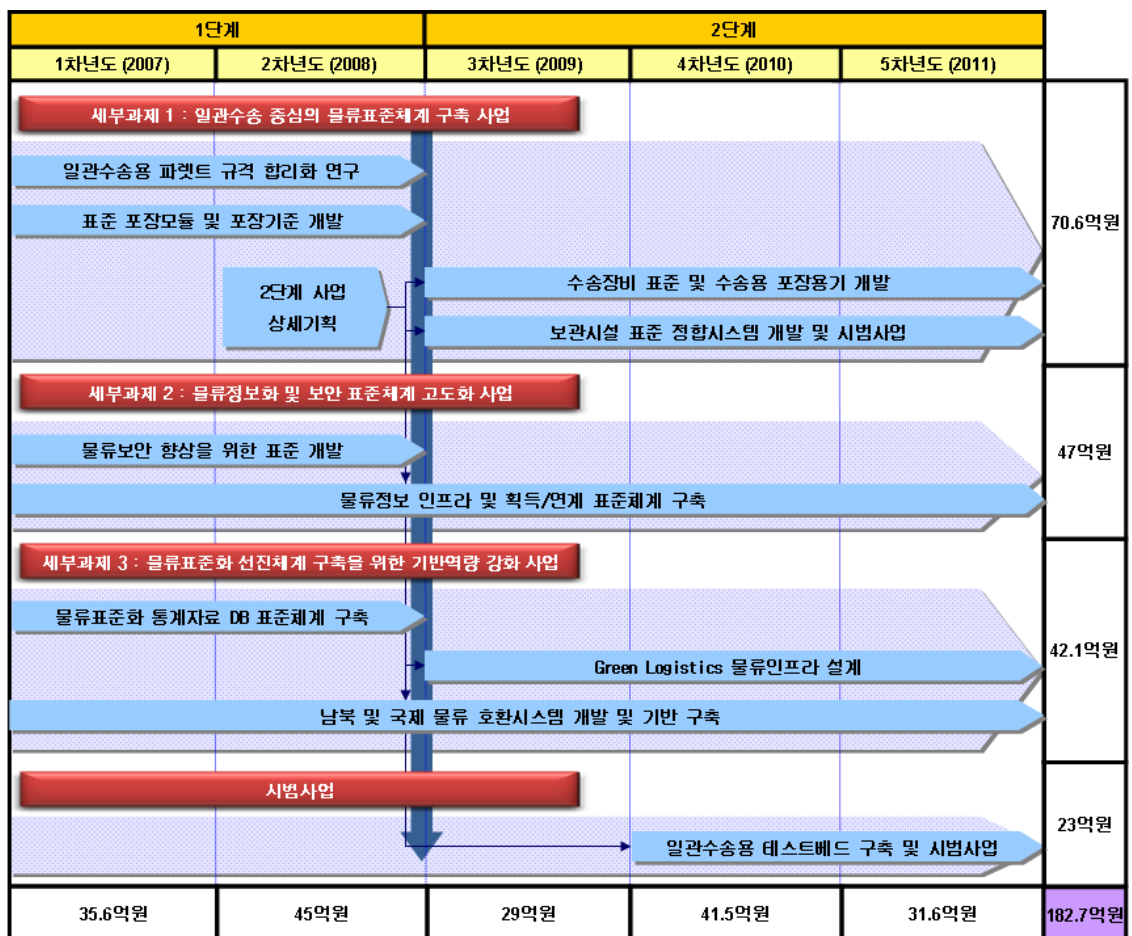 1단계
2단계
1차년도 (2007)
2차년도 (2008)
3차년도 (2009)
4차년도 (2010)
5차년도 (2011)
세부과제 1 : 일관수송 중심의 물류표준체계 구축 사업
일관수송용 파렛트 규격 합리화 연구
표준 포장모듈 및 포장기준 개발
70.6억원
2단계 사업
상세기획
수송장비 표준 및 수송용 포장용기 개발
보관시설 표준 정합시스템 개발 및 시범사업
세부과제 2 : 물류정보화 및 보안 표준체계 고도화 사업
물류보안 향상을 위한 표준 개발
47억원
물류정보 인프라 및 획득/연계 표준체계 구축
세부과제 3 : 물류표준화 선진체계 구축을 위한 기반역량 강화 사업
물류표준화 통계자료 DB 표준체계 구축
42.1억원
Green Logistics 물류인프라 설계
남북 및 국제 물류 호환시스템 개발 및 기반 구축
시범사업
23억원
일관수송용 테스트베드 구축 및 시범사업
35.6억원
45억원
29억원
41.5억원
31.6억원
182.7억원